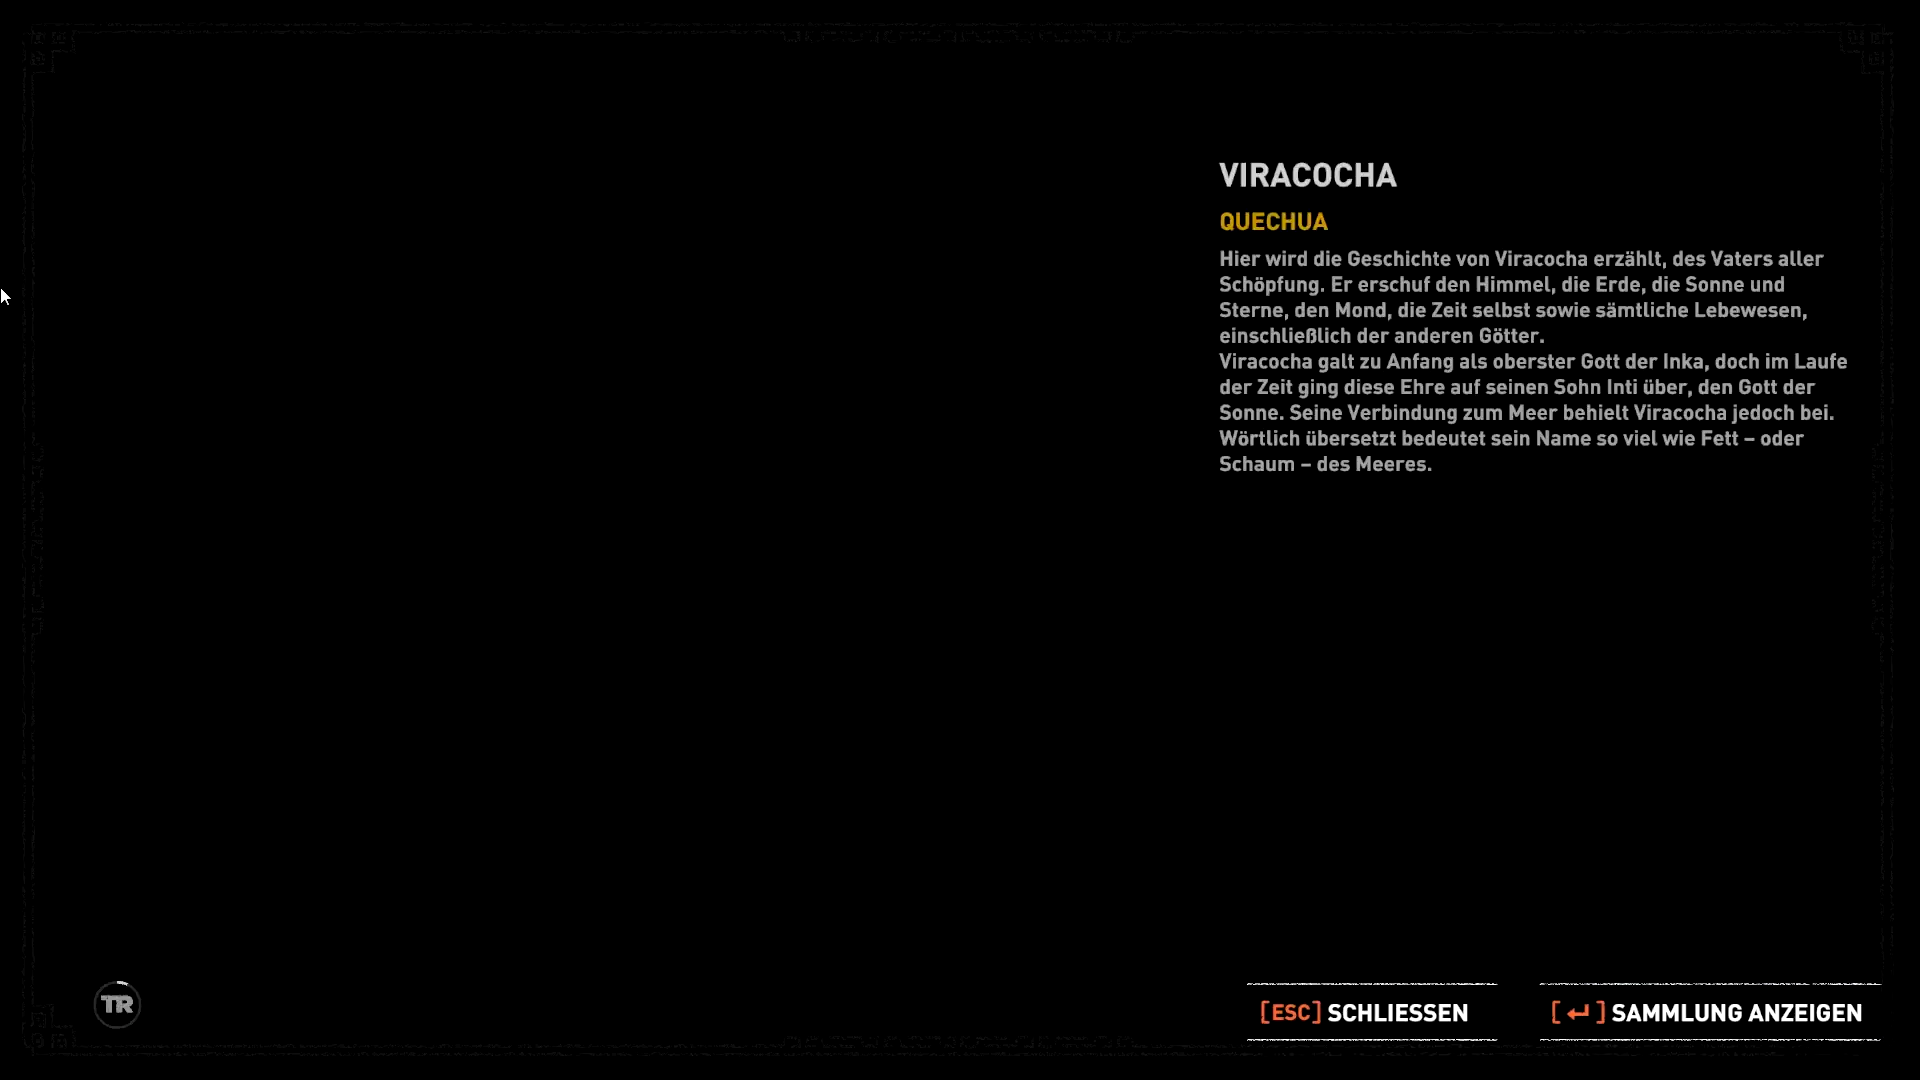 VIRACOCHA
QUECHUA
Hier wird die Geschichte von Viracocha erzählt, des Vaters aller
Schöpfung. Er erschuf den Himmel, die Erde, die Sonne und
Sterne, den Mond, die Zeit selbst sowie sämtliche Lebewesen,
einschließlich der anderen Götter.
Viracocha galt zu Anfang als oberster Gott der Inka, doch im Laufe
der Zeit ging diese Ehre auf seinen Sohn Inti über, den Gott der
Sonne. Seine Verbindung zum Meer behielt Viracocha jedoch bei.
Wörtlich übersetzt bedeutet sein Name so viel wie Fett – oder
Schaum – des Meeres.
TR
[ESC] SCHLIESSEN
[↵] SAMMLUNG ANZEIGEN